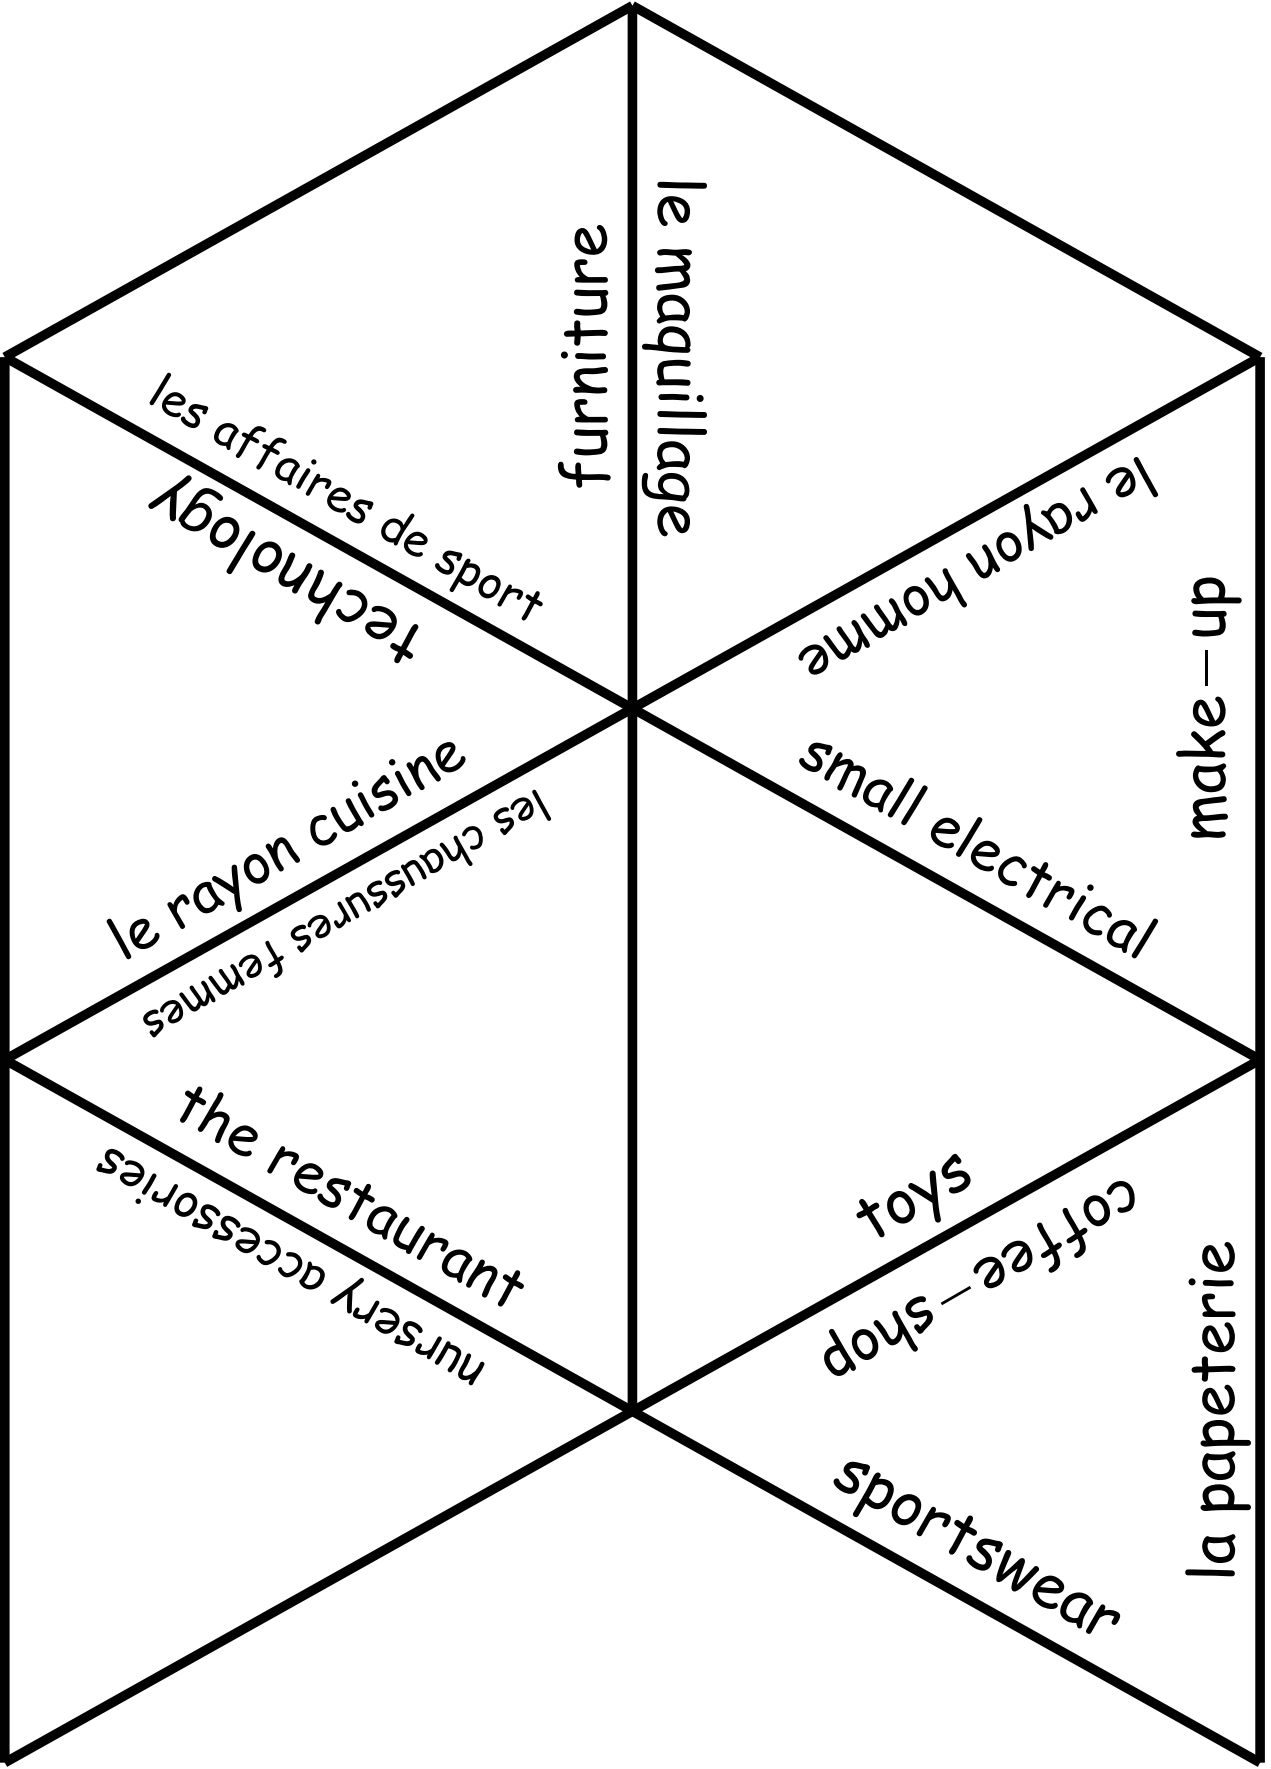 furniture
le maquillage
les affaires de sport
technology
le rayon homme
make-up
le rayon cuisine
small electrical
les chaussures femmes
the restaurant
nursery accessories
toys
coffee-shop
la papeterie
sportswear